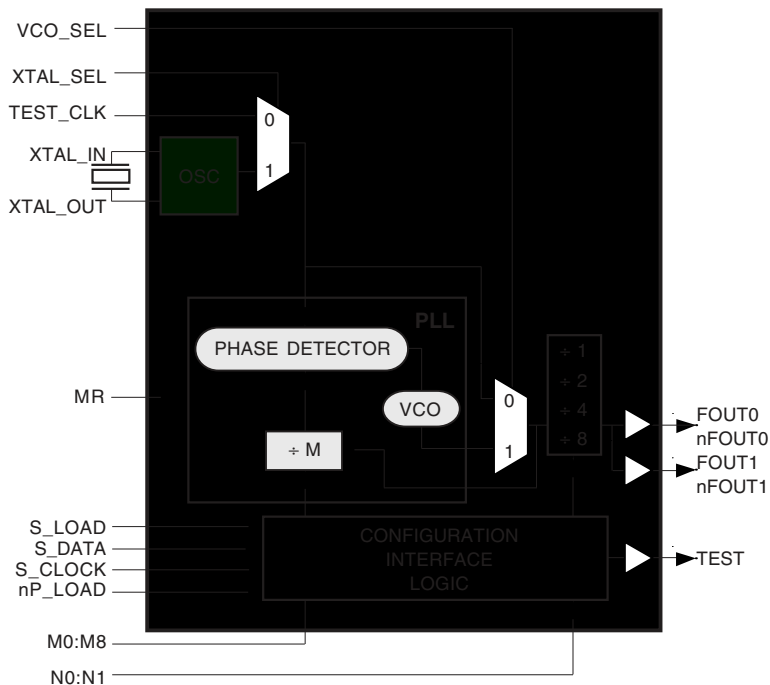 VCO_SEL
XTAL_SEL
TEST_CLK
0
XTAL_IN
OSC
1
XTAL_OUT
PLL
PHASE DETECTOR
÷ 1
÷ 2
÷ 4
÷ 8
MR
VCO
0
1
÷ M
FOUT0
nFOUT0
FOUT1
nFOUT1
S_LOAD
S_DATA
S_CLOCK
nP_LOAD
CONFIGURATION
INTERFACE
LOGIC
TEST
M0:M8
N0:N1